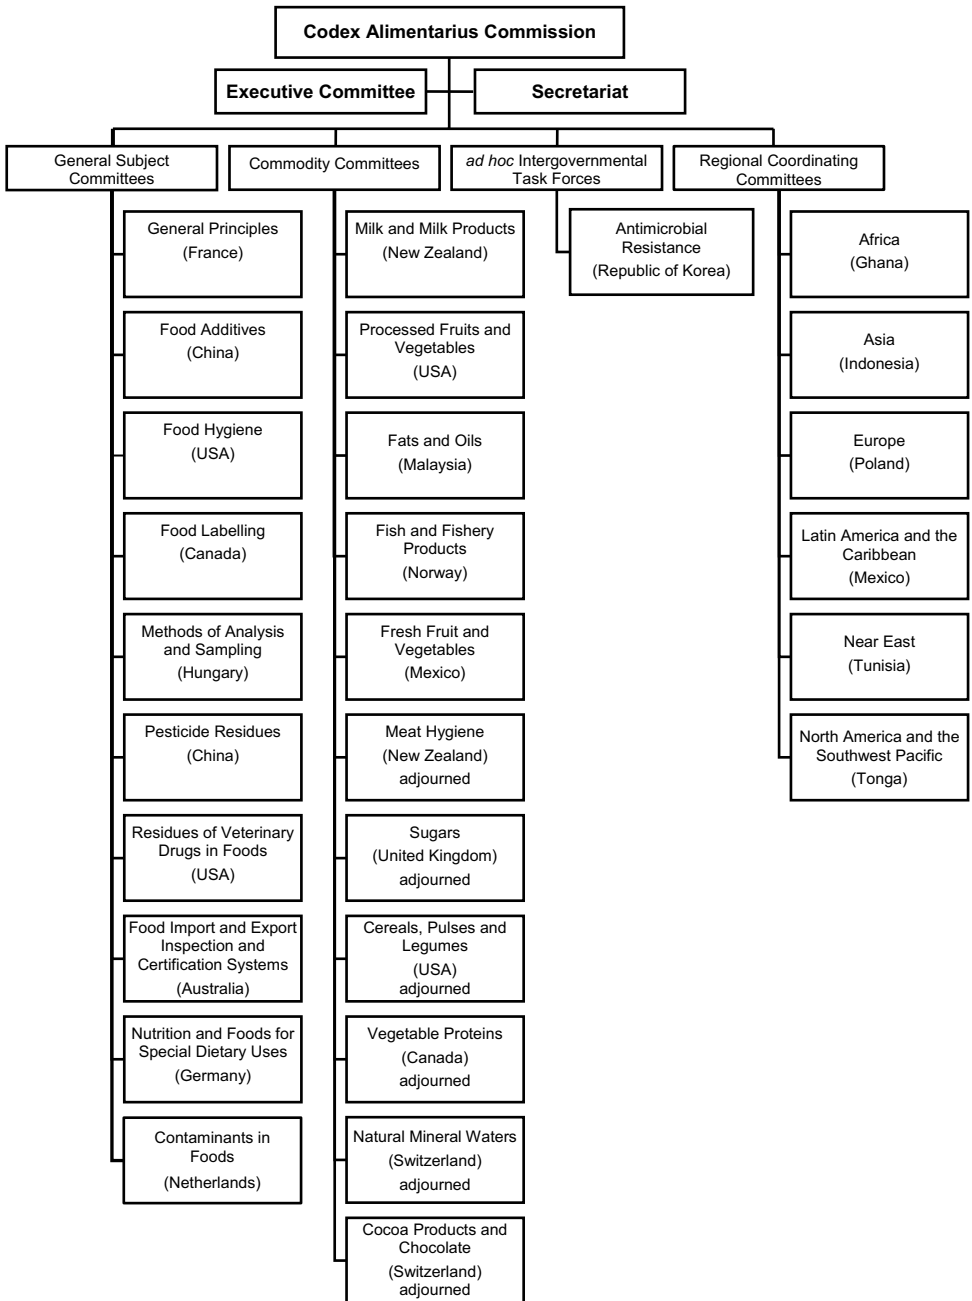 Codex Alimentarius Commission
Executive Committee
Secretariat
General Subject
Committees
Commodity Committees
ad hoc Intergovernmental
Task Forces
Regional Coordinating
Committees
General Principles
(France)
Food Additives
(China)
Food Hygiene
(USA)
Food Labelling
(Canada)
Methods of Analysis
and Sampling
(Hungary)
Pesticide Residues
(China)
Residues of Veterinary
Drugs in Foods
(USA)
Food Import and Export
Inspection and
Certification Systems
(Australia)
Nutrition and Foods for
Special Dietary Uses
(Germany)
Contaminants in
Foods
(Netherlands)
Milk and Milk Products
(New Zealand)
Processed Fruits and
Vegetables
(USA)
Fats and Oils
(Malaysia)
Fish and Fishery
Products
(Norway)
Fresh Fruit and
Vegetables
(Mexico)
Meat Hygiene
(New Zealand)
adjourned
Sugars
(United Kingdom)
adjourned
Cereals, Pulses and
Legumes
(USA)
adjourned
Vegetable Proteins
(Canada)
adjourned
Natural Mineral Waters
(Switzerland)
adjourned
Cocoa Products and
Chocolate
(Switzerland)
adjourned
Antimicrobial
Resistance
(Republic of Korea)
Africa
(Ghana)
Asia
(Indonesia)
Europe
(Poland)
Latin America and the
Caribbean
(Mexico)
Near East
(Tunisia)
North America and the
Southwest Pacific
(Tonga)